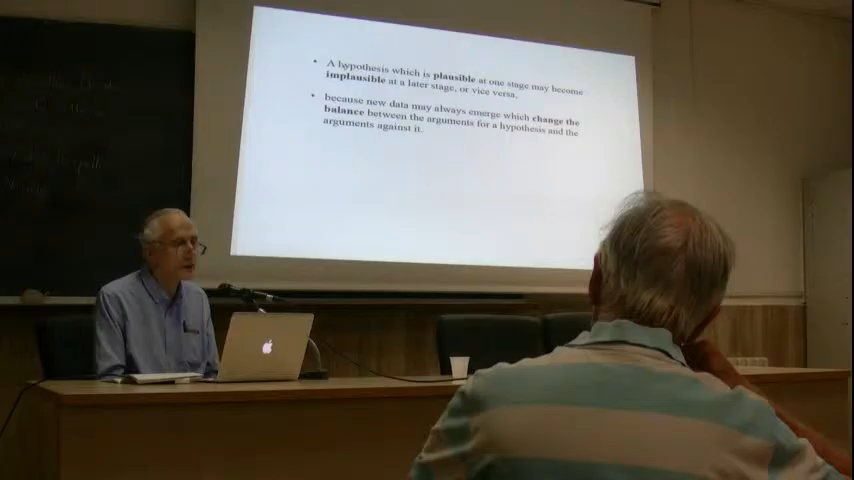 • A hypothesis which is plausible at one stage may become
implausible at a later stage, or vice versa,
• because new data may always emerge which change the
balance between the arguments for a hypothesis and the
arguments against it.